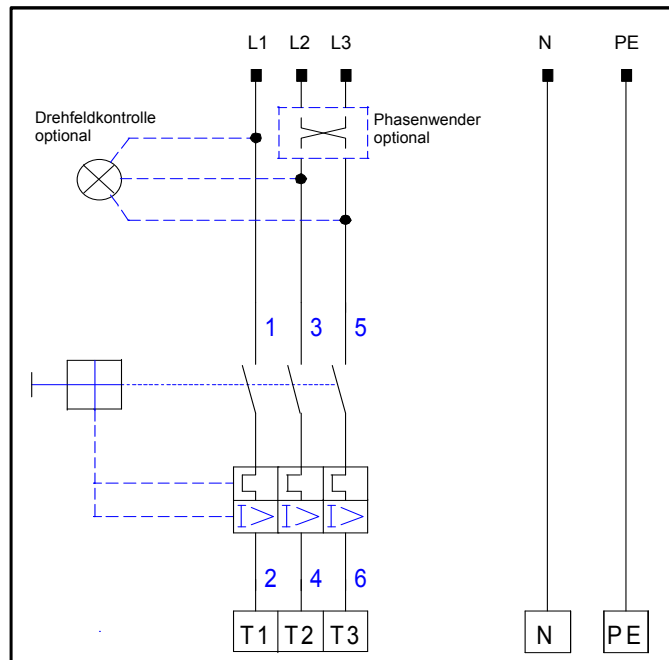 L1 L2 L3 N PE
Drehfeldkontrolle
optional
Phasenwender
optional
1 3 5
I> I> I>
2 4 6
T1 T2 T3 N PE